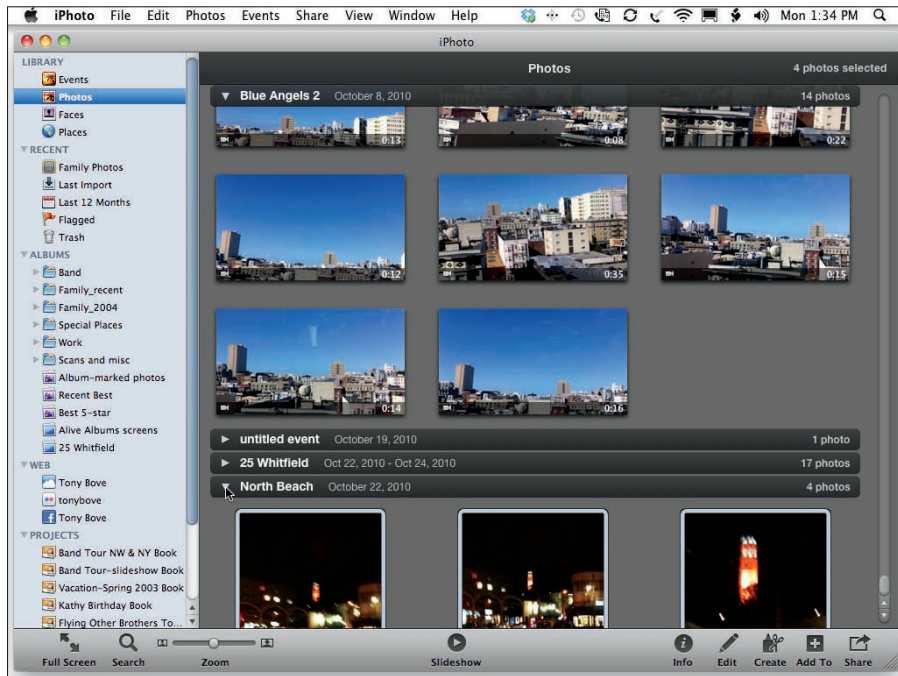 iPhoto File Edit Photos Events Share View Window Help Mon 1:34 PM
iPhoto
LIBRARY
Events
Photos
Faces
Places
RECENT
Family Photos
Last Import
Last 12 Months
Flagged
Trash
ALBUMS
Band
Family_recent
Family_2004
Special Places
Work
Scans and misc
Album-marked photos
Recent Best
Best 5-star
Alive Albums screens
25 Whitfield
WEB
Tony Bove
tonybove
Tony Bove
PROJECTS
Band Tour NW & NY Book
Band Tour-slideshow Book
Vacation-Spring 2003 Book
Kathy Birthday Book
Flying Other Brothers To...
Photos 4 photos selected
Blue Angels 2 October 8, 2010 14 photos
0:13 0:08 0:22
0:12 0:35 0:15
0:14 0:16
untitled event October 19, 2010 1 photo
25 Whitfield Oct 22, 2010 - Oct 24, 2010 17 photos
North Beach October 22, 2010 4 photos
Full Screen Search Zoom Slideshow Info Edit Create Add To Share